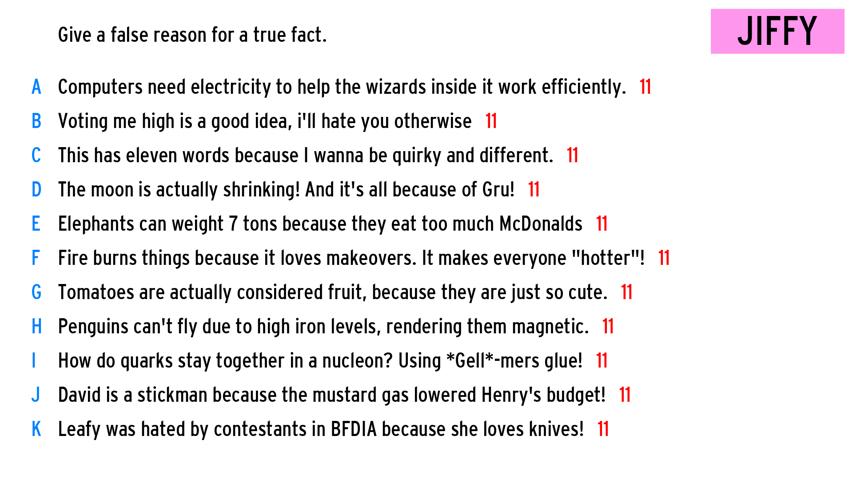 Give a false reason for a true fact.
JIFFY
A Computers need electricity to help the wizards inside it work efficiently. 11
B Voting me high is a good idea, i'll hate you otherwise 11
C This has eleven words because I wanna be quirky and different. 11
D The moon is actually shrinking! And it's all because of Gru! 11
E Elephants can weight 7 tons because they eat too much McDonalds 11
F Fire burns things because it loves makeovers. It makes everyone "hotter"! 11
G Tomatoes are actually considered fruit, because they are just so cute. 11
H Penguins can't fly due to high iron levels, rendering them magnetic. 11
I How do quarks stay together in a nucleon? Using *Gell*-mers glue! 11
J David is a stickman because the mustard gas lowered Henry's budget! 11
K Leafy was hated by contestants in BFDIA because she loves knives! 11